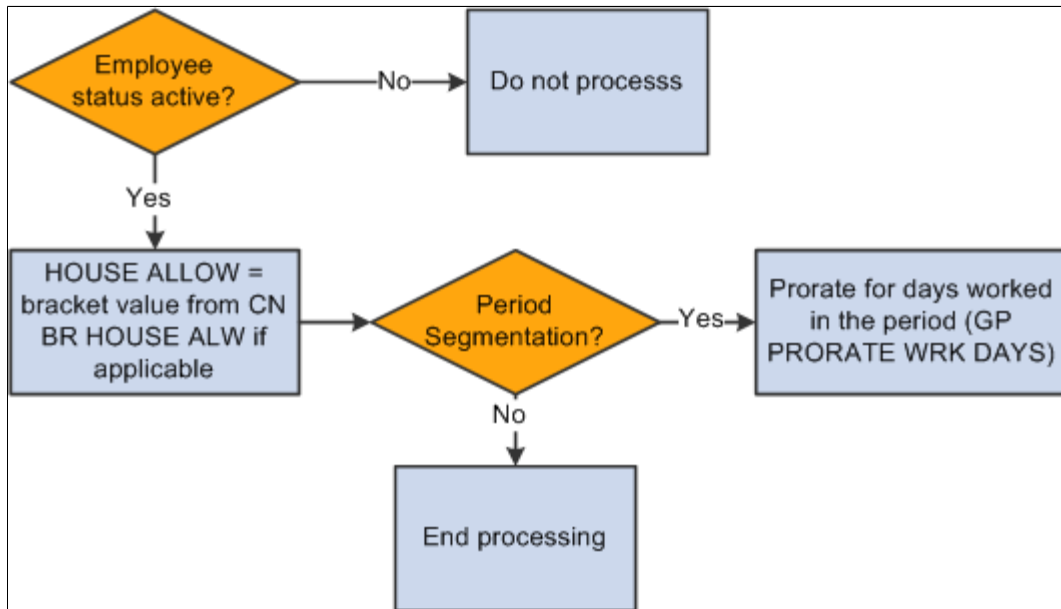 Employee
status active?
No
Do not processs
Yes
HOUSE ALLOW =
bracket value from CN
BR HOUSE ALW if
applicable
Period
Segmentation?
Yes
Prorate for days worked
in the period (GP
PRORATE WRK DAYS)
No
End processing